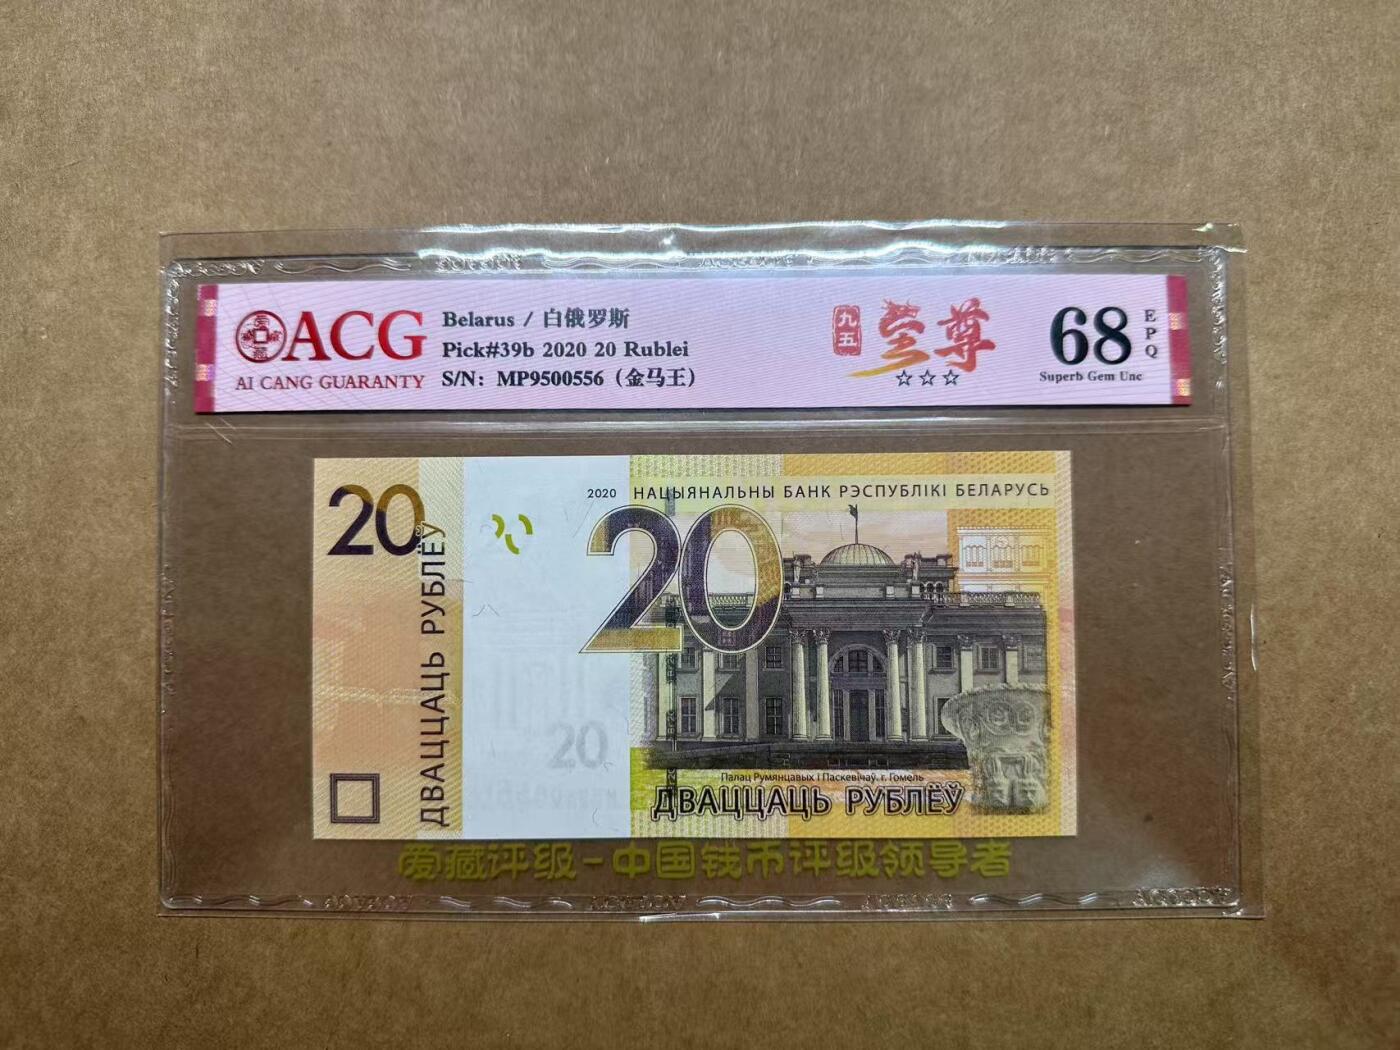 ACG
AI CANG GUARANTY
Belarus / 白俄罗斯
Pick#39b 2020 20 Rublei
S/N: MP9500556 (金马王)
九五
至尊
☆☆☆
68
EPQ
Superb Gem Unc
20
ДВАЦЦАЦЬ РУБЛЁЎ
2020 НАЦЫЯНАЛЬНЫ БАНК РЭСПУБЛІКІ БЕЛАРУСЬ
20
20
Палац Румянцавых і Паскевічаў. г. Гомель
ДВАЦЦАЦЬ РУБЛЁЎ
爱藏评级-中国钱币评级领导者